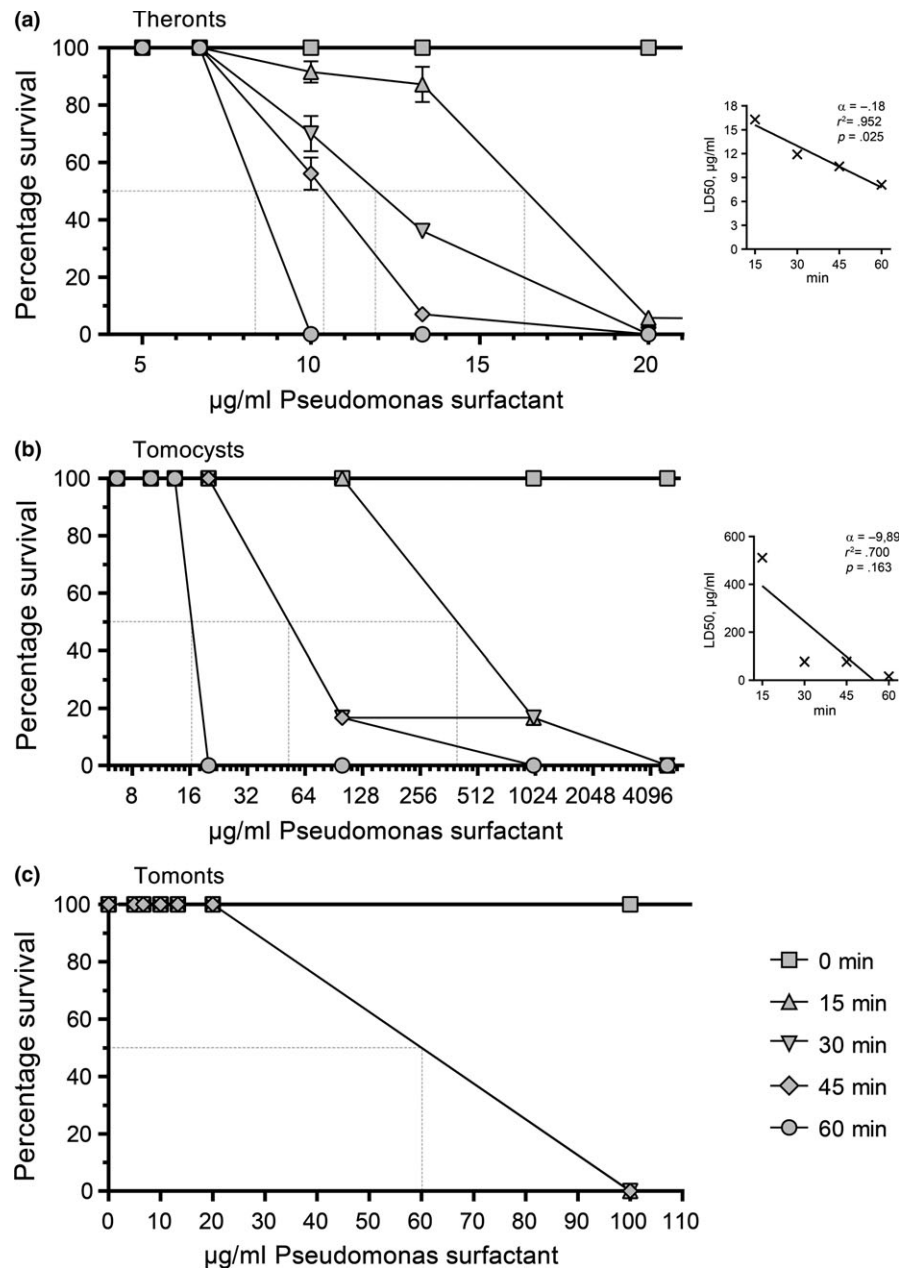 (a)
Theronts
100
80
60
40
20
0
Percentage survival
5 10 15 20
µg/ml Pseudomonas surfactant
18
15
12
9
6
3
0
LD50, µg/ml
α = –.18
r²= .952
p = .025
15 30 45 60
min
(b)
Tomocysts
100
80
60
40
20
0
Percentage survival
8 16 32 64 128 256 512 1024 2048 4096
µg/ml Pseudomonas surfactant
600
400
200
0
LD50, µg/ml
α = –9,89
r²= .700
p = .163
15 30 45 60
min
(c)
Tomonts
100
80
60
40
20
0
Percentage survival
0 10 20 30 40 50 60 70 80 90 100 110
µg/ml Pseudomonas surfactant
0 min
15 min
30 min
45 min
60 min